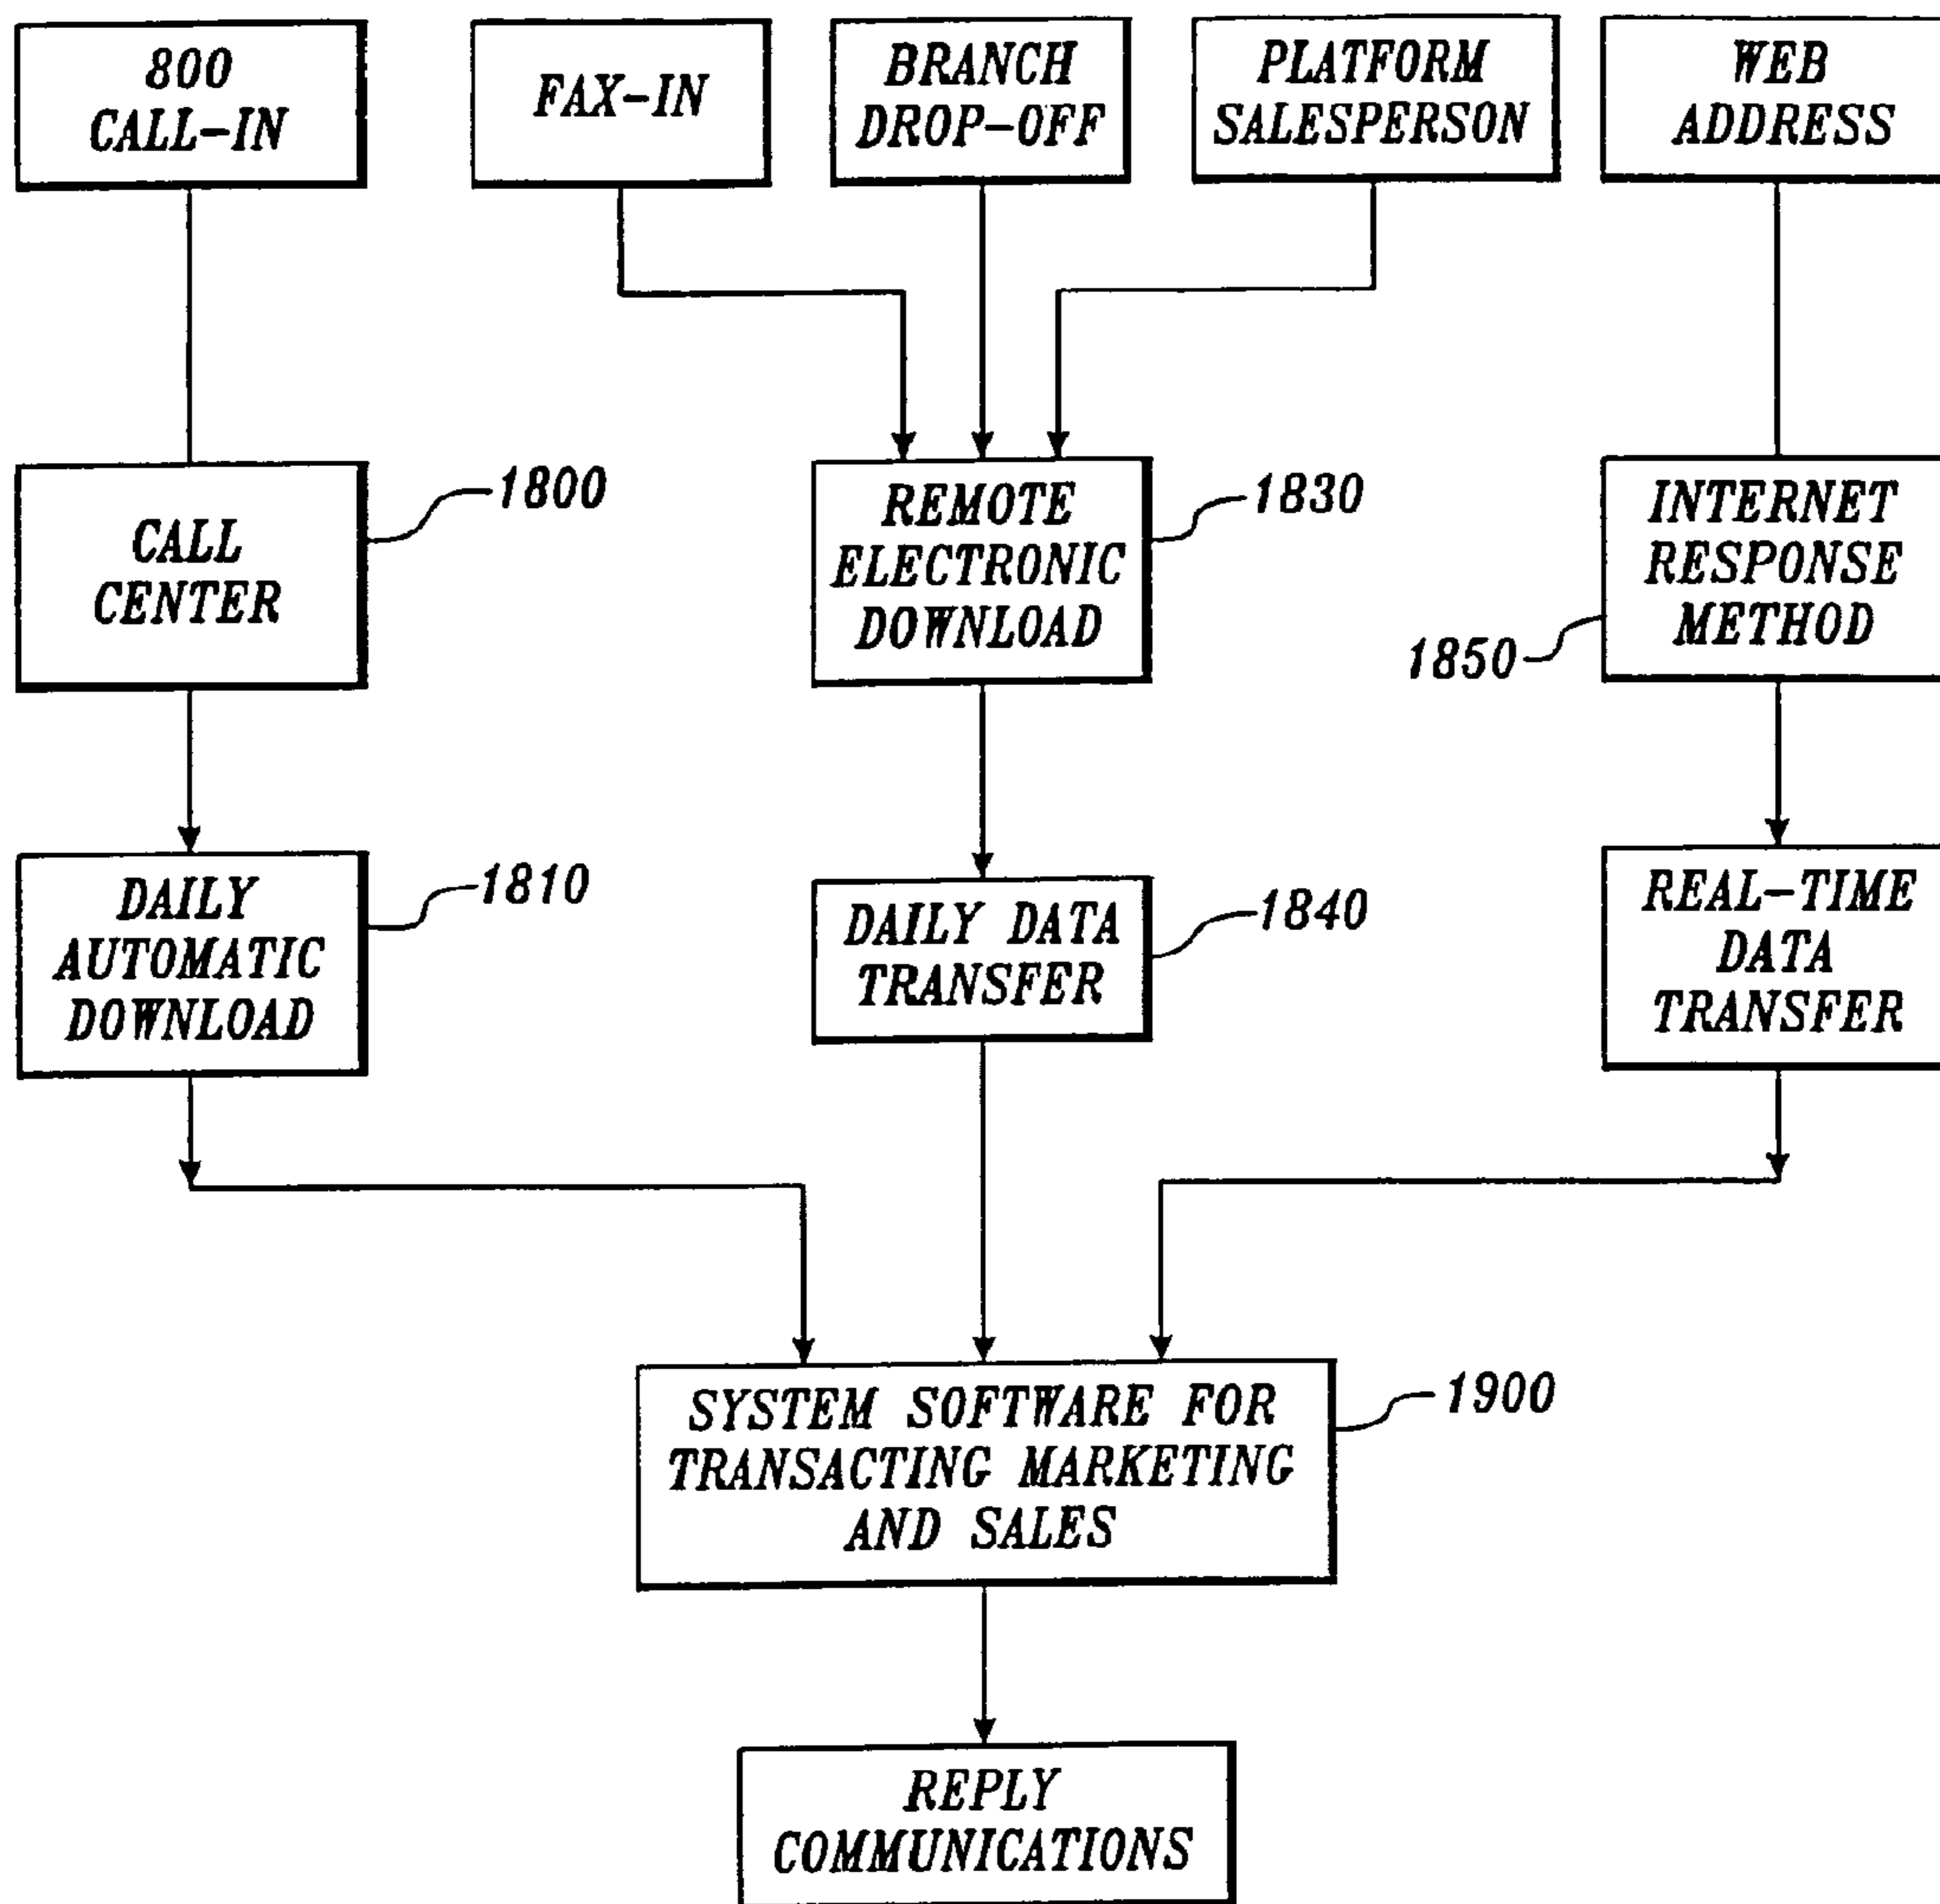 800
CALL-IN
FAX-IN
BRANCH
DROP-OFF
PLATFORM
SALESPERSON
WEB
ADDRESS
CALL
CENTER
1800
REMOTE
ELECTRONIC
DOWNLOAD
1830
INTERNET
RESPONSE
METHOD
1850
DAILY
AUTOMATIC
DOWNLOAD
1810
DAILY DATA
TRANSFER
1840
REAL-TIME
DATA
TRANSFER
SYSTEM SOFTWARE FOR
TRANSACTING MARKETING
AND SALES
1900
REPLY
COMMUNICATIONS